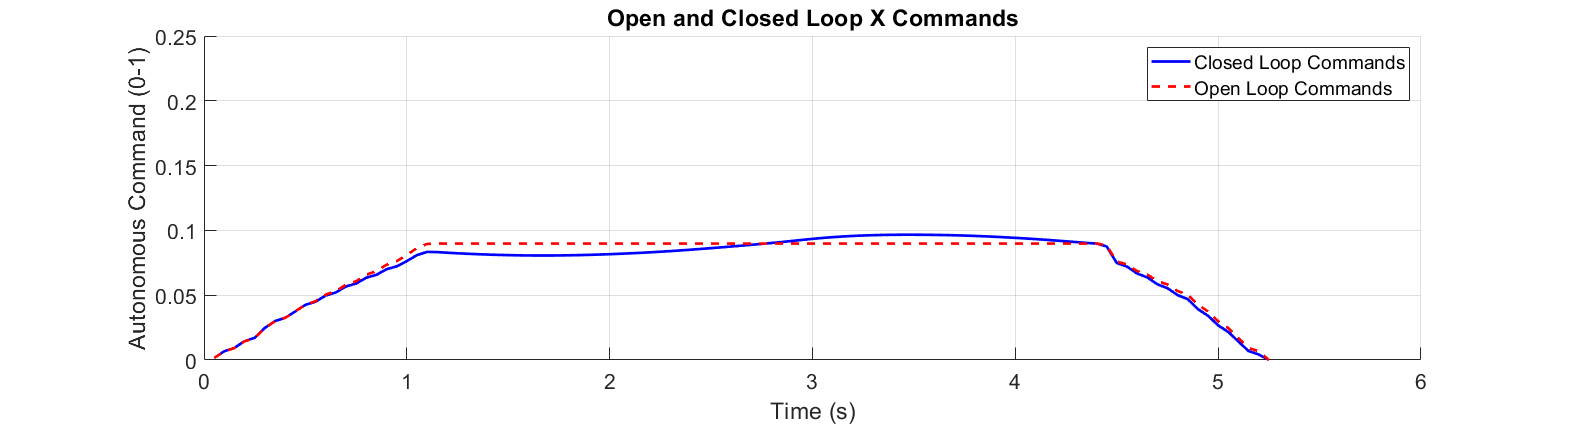 Open and Closed Loop X Commands
Autonomous Command (0-1)
0.25
0.2
0.15
0.1
0.05
0
Closed Loop Commands
Open Loop Commands
0 1 2 3 4 5 6
Time (s)